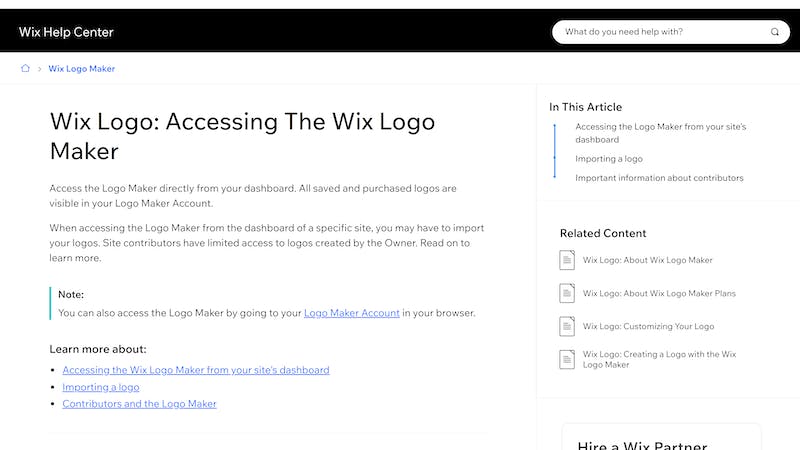 Wix Help Center
What do you need help with?
Wix Logo Maker
Wix Logo: Accessing The Wix Logo
Maker
Access the Logo Maker directly from your dashboard. All saved and purchased logos are
visible in your Logo Maker Account.
When accessing the Logo Maker from the dashboard of a specific site, you may have to import
your logos. Site contributors have limited access to logos created by the Owner. Read on to
learn more.
Note:
You can also access the Logo Maker by going to your Logo Maker Account in your browser.
Learn more about:
Accessing the Wix Logo Maker from your site's dashboard
Importing a logo
Contributors and the Logo Maker
In This Article
Accessing the Logo Maker from your site's
dashboard
Importing a logo
Important information about contributors
Related Content
Wix Logo: About Wix Logo Maker
Wix Logo: About Wix Logo Maker Plans
Wix Logo: Customizing Your Logo
Wix Logo: Creating a Logo with the Wix
Logo Maker
Hire a Wix Partner